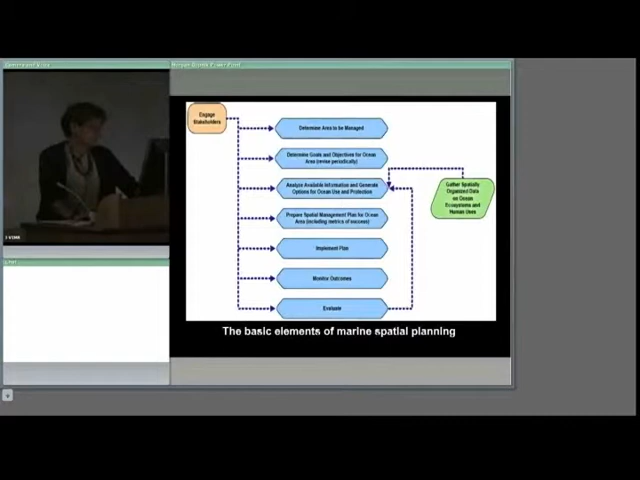 Engage
Stakeholders
Determine Area to be Managed
Determine Goals and Objectives for Ocean
Area (revise periodically)
Analyze Available Information and Generate
Options for Ocean Use and Protection
Gather Spatially
Organized Data
on Ocean
Ecosystems and
Human Uses
Prepare Spatial Management Plan for Ocean
Area (including metrics of success)
Implement Plan
Monitor Outcomes
Evaluate
The basic elements of marine spatial planning